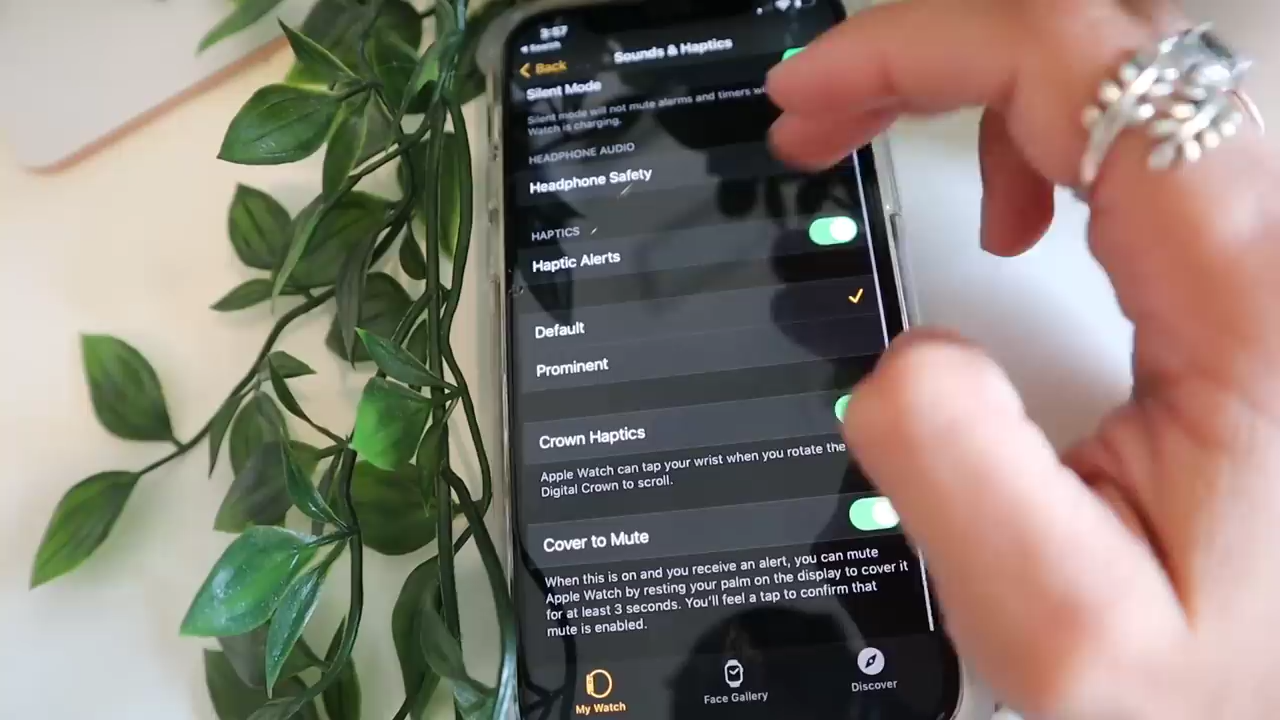 3:57
Search
Back
Sounds & Haptics
Silent Mode
Silent mode will not mute alarms and timers
Watch is charging.
HEADPHONE AUDIO
Headphone Safety
HAPTICS
Haptic Alerts
Default
Prominent
Crown Haptics
Apple Watch can tap your wrist when you rotate the
Digital Crown to scroll.
Cover to Mute
When this is on and you receive an alert, you can mute
Apple Watch by resting your palm on the display to cover it
for at least 3 seconds. You'll feel a tap to confirm that
mute is enabled.
My Watch
Face Gallery
Discover